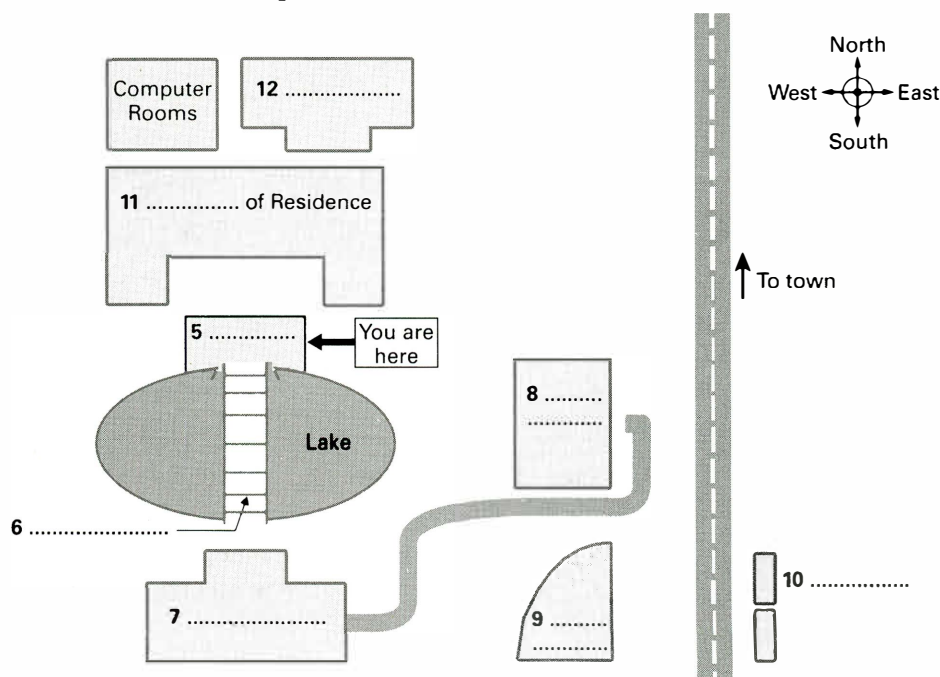 North
West East
South
Computer
Rooms
12 ....................
11 ................ of Residence
To town
5 ...............
You are
here
8 ..........
..............
Lake
6 ........................
7 ........................
9 ..........
.............
10 .................